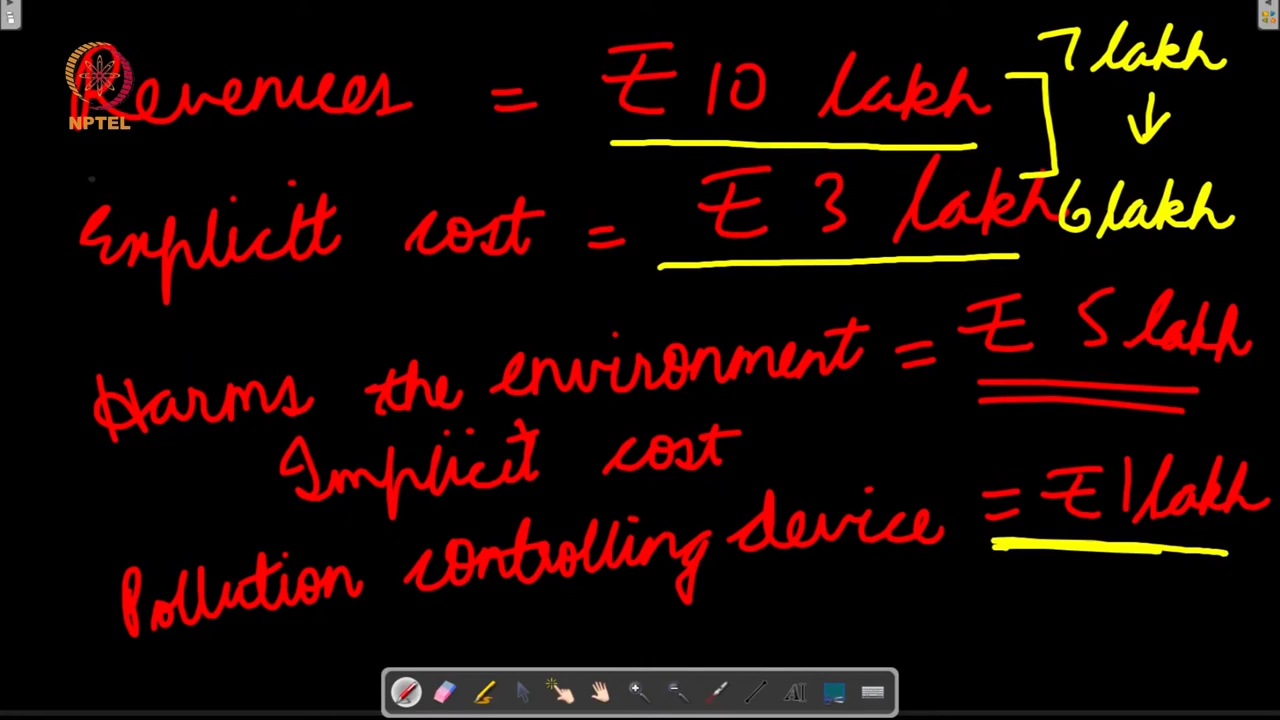 Revenues = ₹ 10 lakh 7 lakh
↓
Explicit cost = ₹ 3 lakh 6 lakh
Harms the environment = ₹ 5 lakh
Implicit cost
Pollution controlling device = ₹ 1 lakh
NPTEL
AI